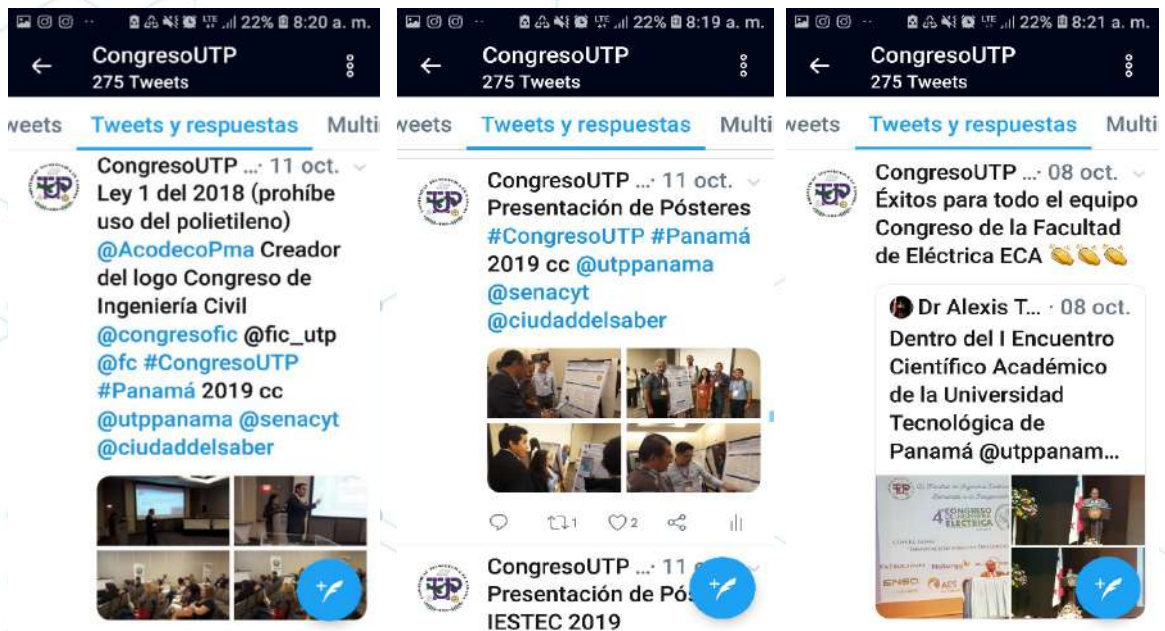 22% 8:20 a. m.
CongresoUTP
275 Tweets
weets Tweets y respuestas Multi
CongresoUTP ...· 11 oct.
Ley 1 del 2018 (prohíbe
uso del polietileno)
@AcodecoPma Creador
del logo Congreso de
Ingeniería Civil
@congresofic @fic_utp
@fc #CongresoUTP
#Panamá 2019 cc
@utppanama @senacyt
@ciudaddelsaber
LTE 22% 8:19 a. m.
CongresoUTP
275 Tweets
weets Tweets y respuestas Multi
CongresoUTP ...· 11 oct.
Presentación de Pósteres
#CongresoUTP #Panamá
2019 cc @utppanama
@senacyt
@ciudaddelsaber
1 2
CongresoUTP ...· 11
Presentación de Pós
IESTEC 2019
LTE 22% 8:21 a. m.
CongresoUTP
275 Tweets
weets Tweets y respuestas Multi
CongresoUTP ...· 08 oct.
Éxitos para todo el equipo
Congreso de la Facultad
de Eléctrica ECA 👏👏👏
Dr Alexis T... · 08 oct.
Dentro del I Encuentro
Científico Académico
de la Universidad
Tecnológica de
Panamá @utppanam...
4 CONGRESO
DE INGENIERÍA
ELÉCTRICA
ENSA AES